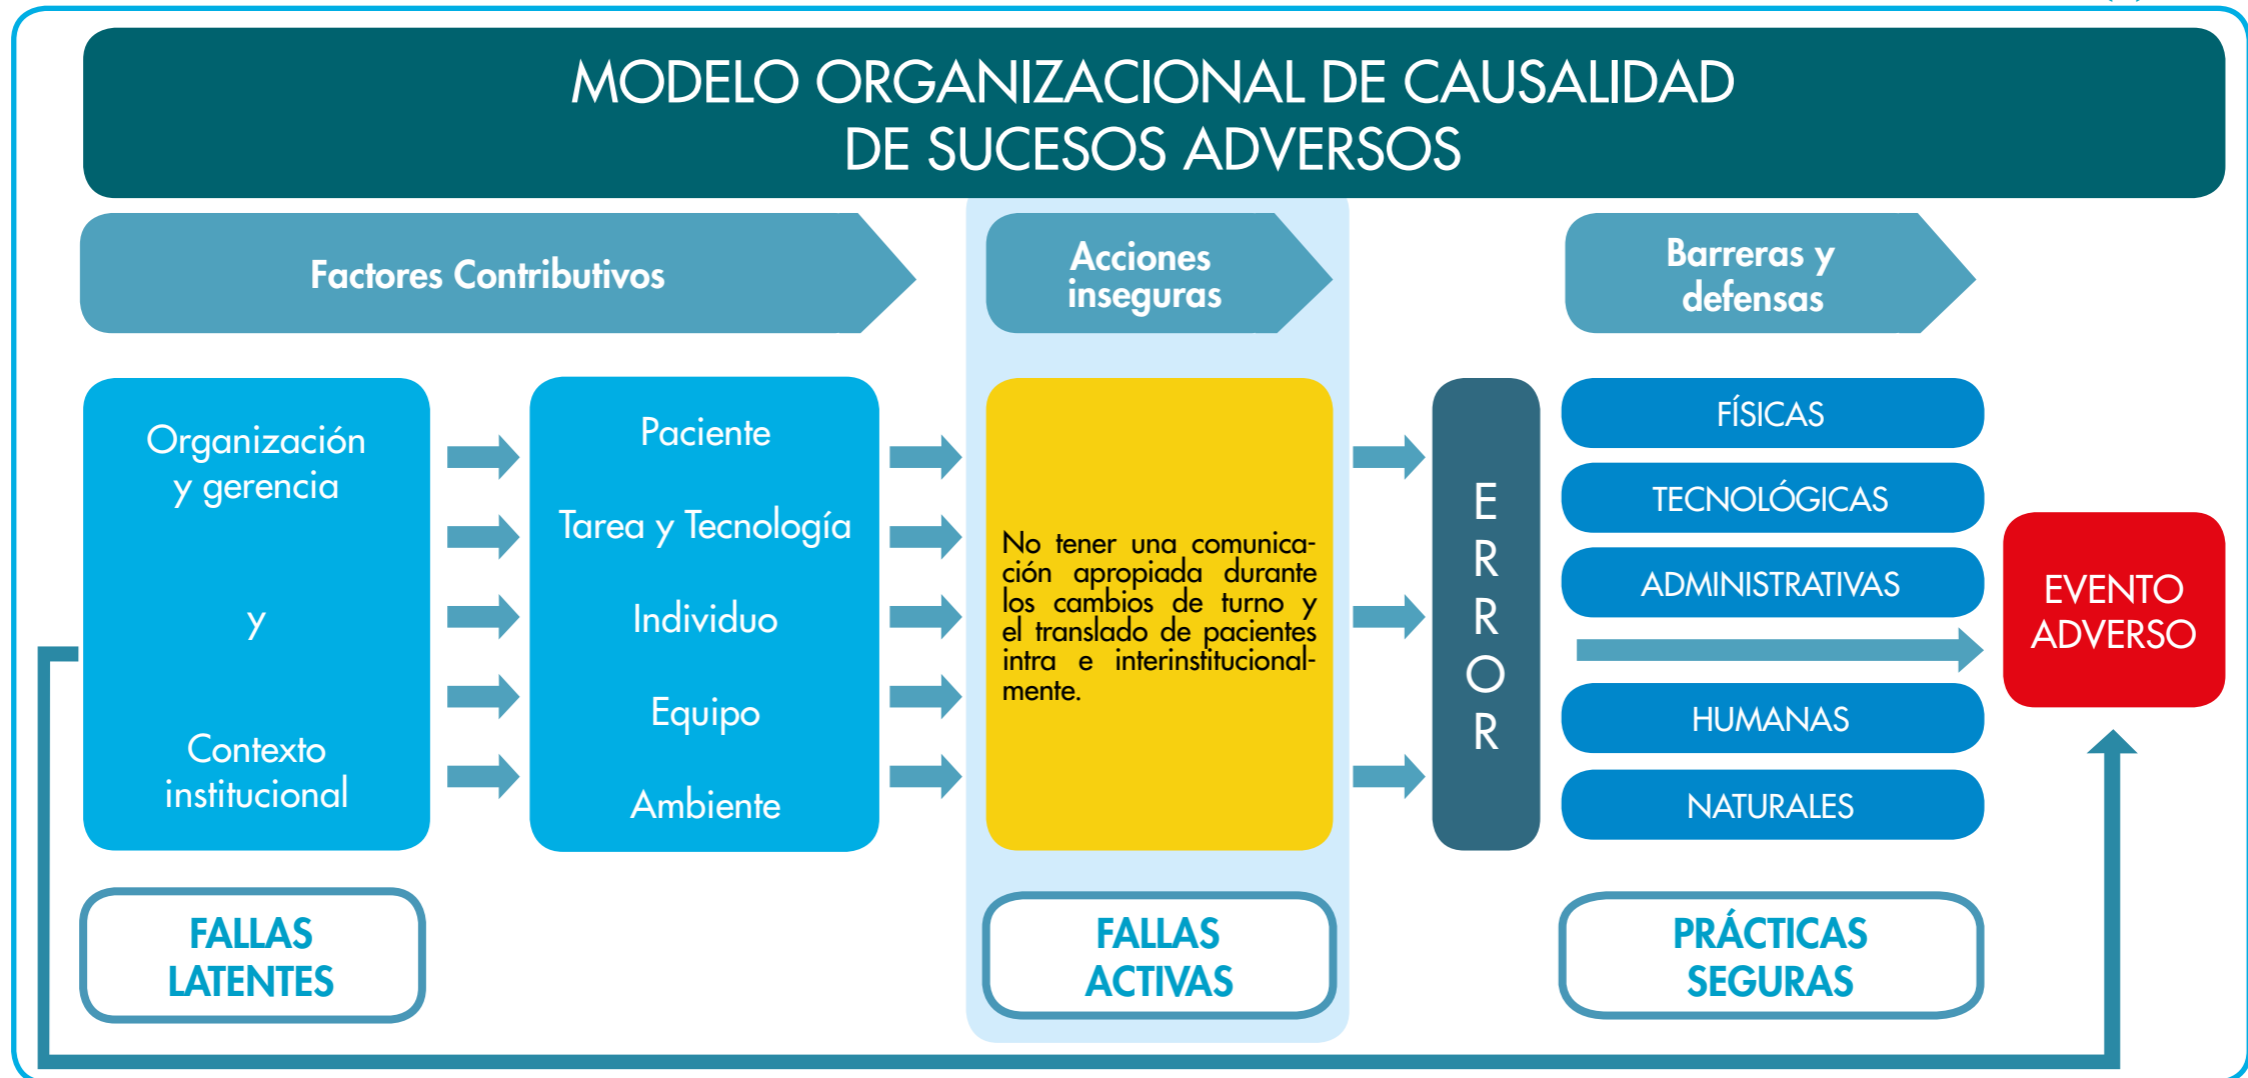 MODELO ORGANIZACIONAL DE CAUSALIDAD
DE SUCESOS ADVERSOS
Factores Contributivos
Acciones
inseguras
Barreras y
defensas
Organización
y gerencia
y
Contexto
institucional
Paciente
Tarea y Tecnología
Individuo
Equipo
Ambiente
No tener una comunica-
ción apropiada durante
los cambios de turno y
el translado de pacientes
intra e interinstitucional-
mente.
E
R
R
O
R
FÍSICAS
TECNOLÓGICAS
ADMINISTRATIVAS
HUMANAS
NATURALES
EVENTO
ADVERSO
FALLAS
LATENTES
FALLAS
ACTIVAS
PRÁCTICAS
SEGURAS